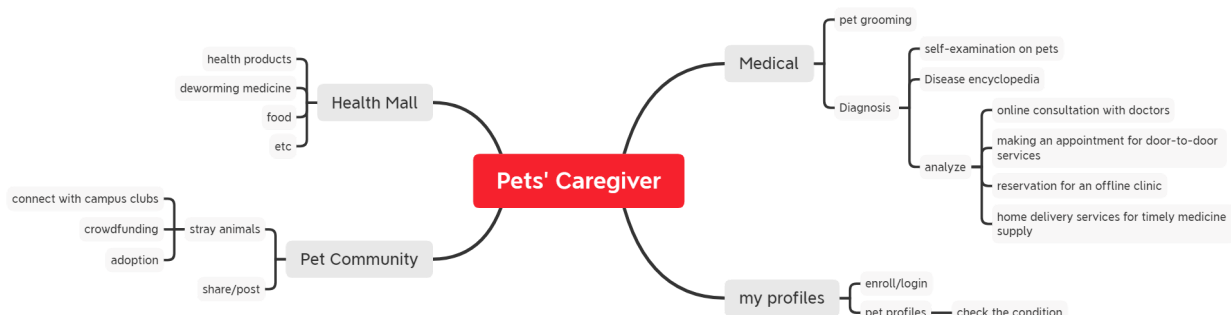 Pets' Caregiver
Medical
pet grooming
Diagnosis
self-examination on pets
Disease encyclopedia
analyze
online consultation with doctors
making an appointment for door-to-door
services
reservation for an offline clinic
home delivery services for timely medicine
supply
my profiles
enroll/login
pet profiles
check the condition
Health Mall
health products
deworming medicine
food
etc
Pet Community
stray animals
connect with campus clubs
crowdfunding
adoption
share/post